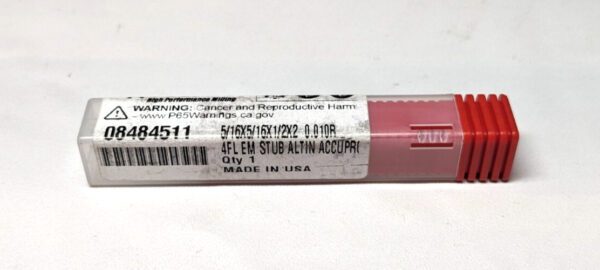 High Performance Milling
WARNING: Cancer and Reproductive Harm
- www.P65Warnings.ca.gov
08484511
5/16X5/16X1/2X2 0.010R
4FL EM STUB ALTIN ACCUPRO
Qty 1
MADE IN USA